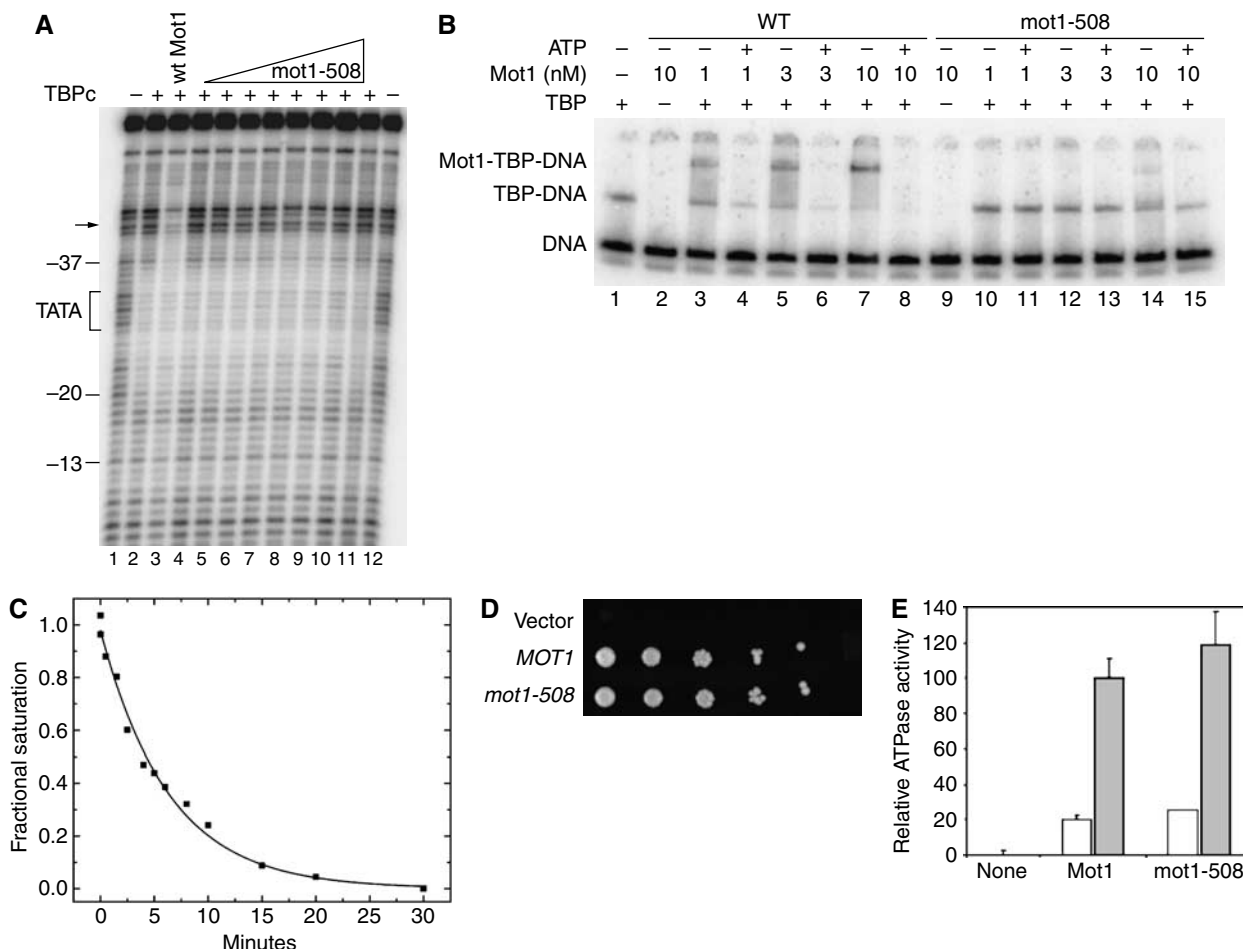 A
wt Mot1
mot1-508
TBPc – + + + + + + + + + + –
–37
TATA
–20
–13
1 2 3 4 5 6 7 8 9 10 11 12
B
WT mot1-508
ATP – – – + – + – + – – + – + – +
Mot1 (nM) – 10 1 1 3 3 10 10 10 1 1 3 3 10 10
TBP + – + + + + + + – + + + + + +
Mot1-TBP-DNA
TBP-DNA
DNA
1 2 3 4 5 6 7 8 9 10 11 12 13 14 15
C
Fractional saturation
1.0
0.8
0.6
0.4
0.2
0.0
0 5 10 15 20 25 30
Minutes
D
Vector
MOT1
mot1-508
E
Relative ATPase activity
140
120
100
80
60
40
20
0
None Mot1 mot1-508